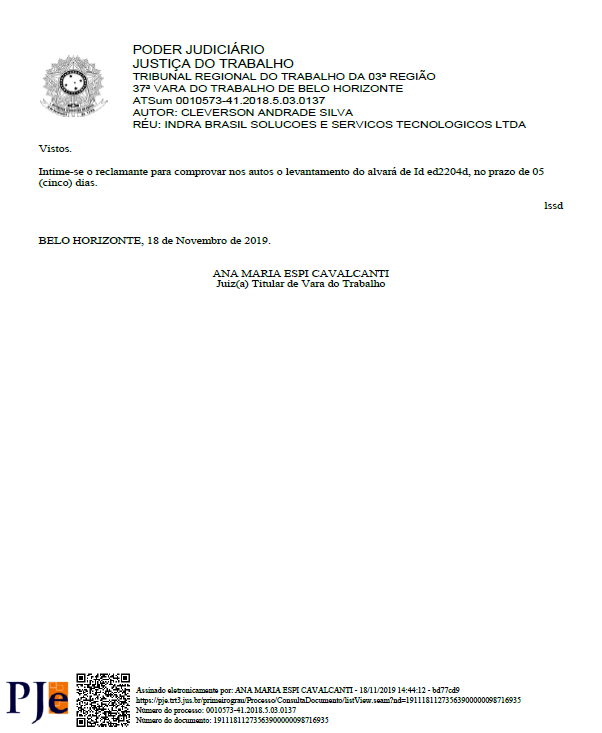 PODER JUDICIÁRIO
JUSTIÇA DO TRABALHO
TRIBUNAL REGIONAL DO TRABALHO DA 03ª REGIÃO
37ª VARA DO TRABALHO DE BELO HORIZONTE
ATSum 0010573-41.2018.5.03.0137
AUTOR: CLEVERSON ANDRADE SILVA
RÉU: INDRA BRASIL SOLUCOES E SERVICOS TECNOLOGICOS LTDA
Vistos.
Intime-se o reclamante para comprovar nos autos o levantamento do alvará de Id ed2204d, no prazo de 05
(cinco) dias.
lssd
BELO HORIZONTE, 18 de Novembro de 2019.
ANA MARIA ESPI CAVALCANTI
Juiz(a) Titular de Vara do Trabalho
PJe
Assinado eletronicamente por: ANA MARIA ESPI CAVALCANTI - 18/11/2019 14:44:12 - bd77cd9
https://pje.trt3.jus.br/primeirograu/Processo/ConsultaDocumento/listView.seam?nd=19111811273563900000098716935
Número do processo: 0010573-41.2018.5.03.0137
Número do documento: 19111811273563900000098716935